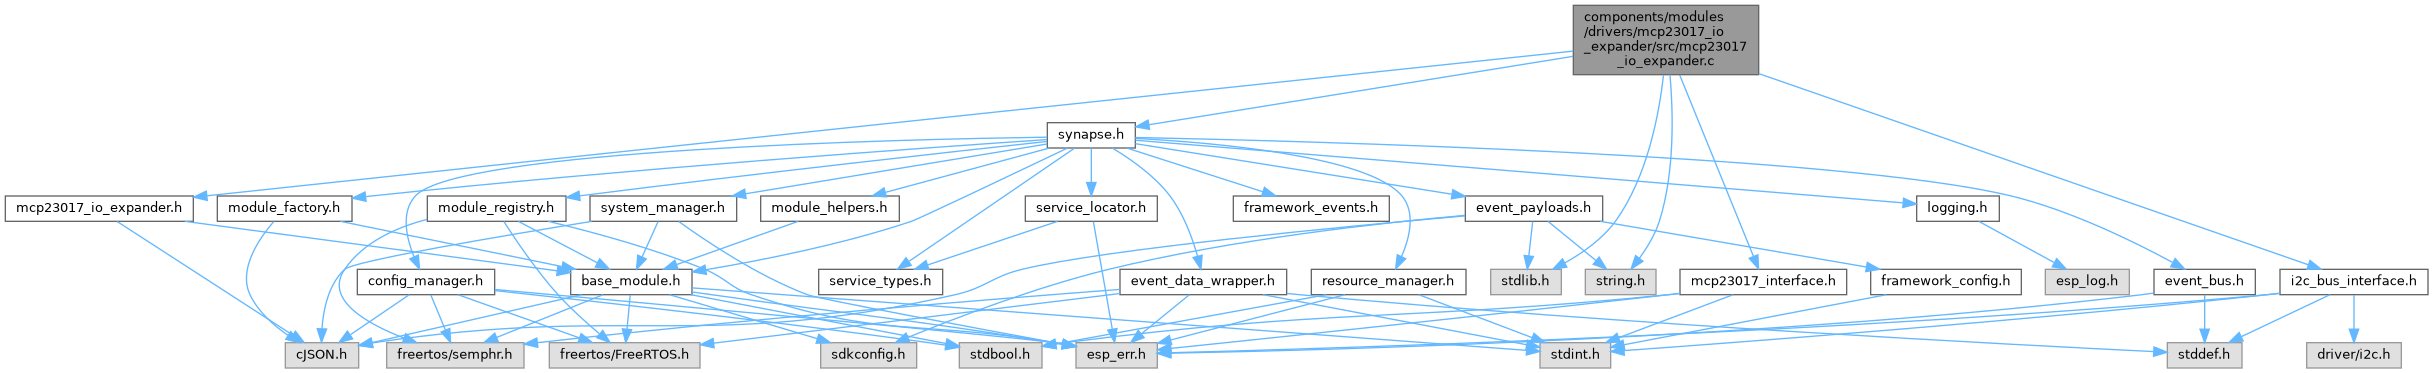 components/modules
/drivers/mcp23017_io
_expander/src/mcp23017
_io_expander.c
synapse.h
mcp23017_io_expander.h
module_factory.h
module_registry.h
system_manager.h
module_helpers.h
service_locator.h
framework_events.h
event_payloads.h
logging.h
config_manager.h
base_module.h
service_types.h
event_data_wrapper.h
resource_manager.h
stdlib.h
string.h
mcp23017_interface.h
framework_config.h
esp_log.h
event_bus.h
i2c_bus_interface.h
cJSON.h
freertos/semphr.h
freertos/FreeRTOS.h
sdkconfig.h
stdbool.h
esp_err.h
stdint.h
stddef.h
driver/i2c.h